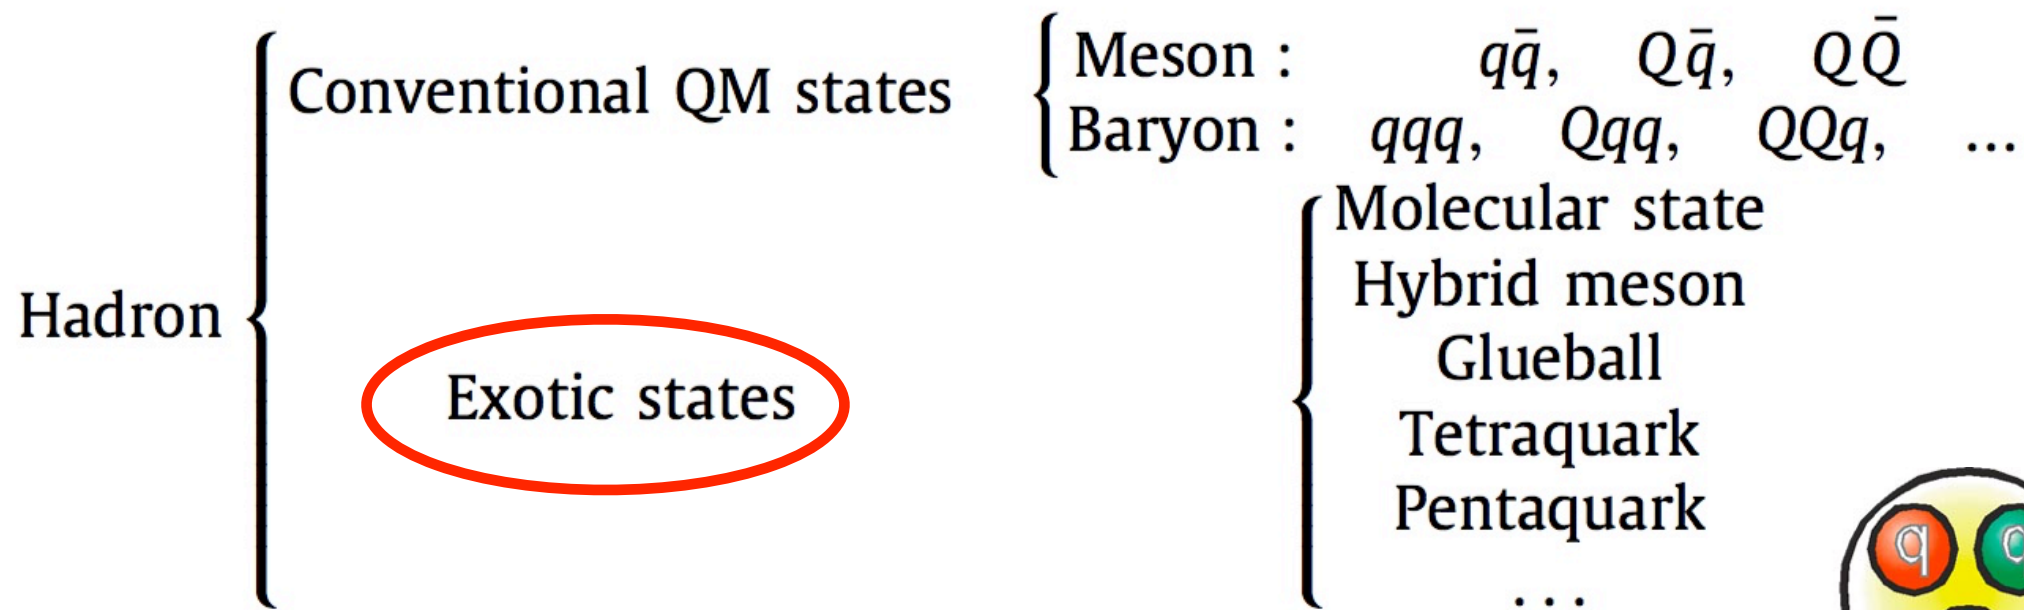 Conventional QM states
Meson : qq̄, Qq̄, QQ̄
Baryon : qqq, Qqq, QQq, ...
Hadron
Exotic states
Molecular state
Hybrid meson
Glueball
Tetraquark
Pentaquark
...
q